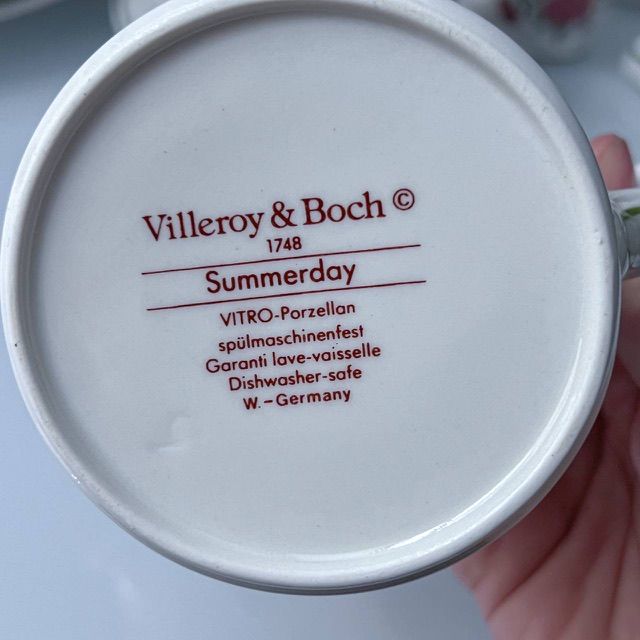 Villeroy & Boch ©
1748
Summerday
VITRO-Porzellan
spülmaschinenfest
Garanti lave-vaisselle
Dishwasher-safe
W.-Germany